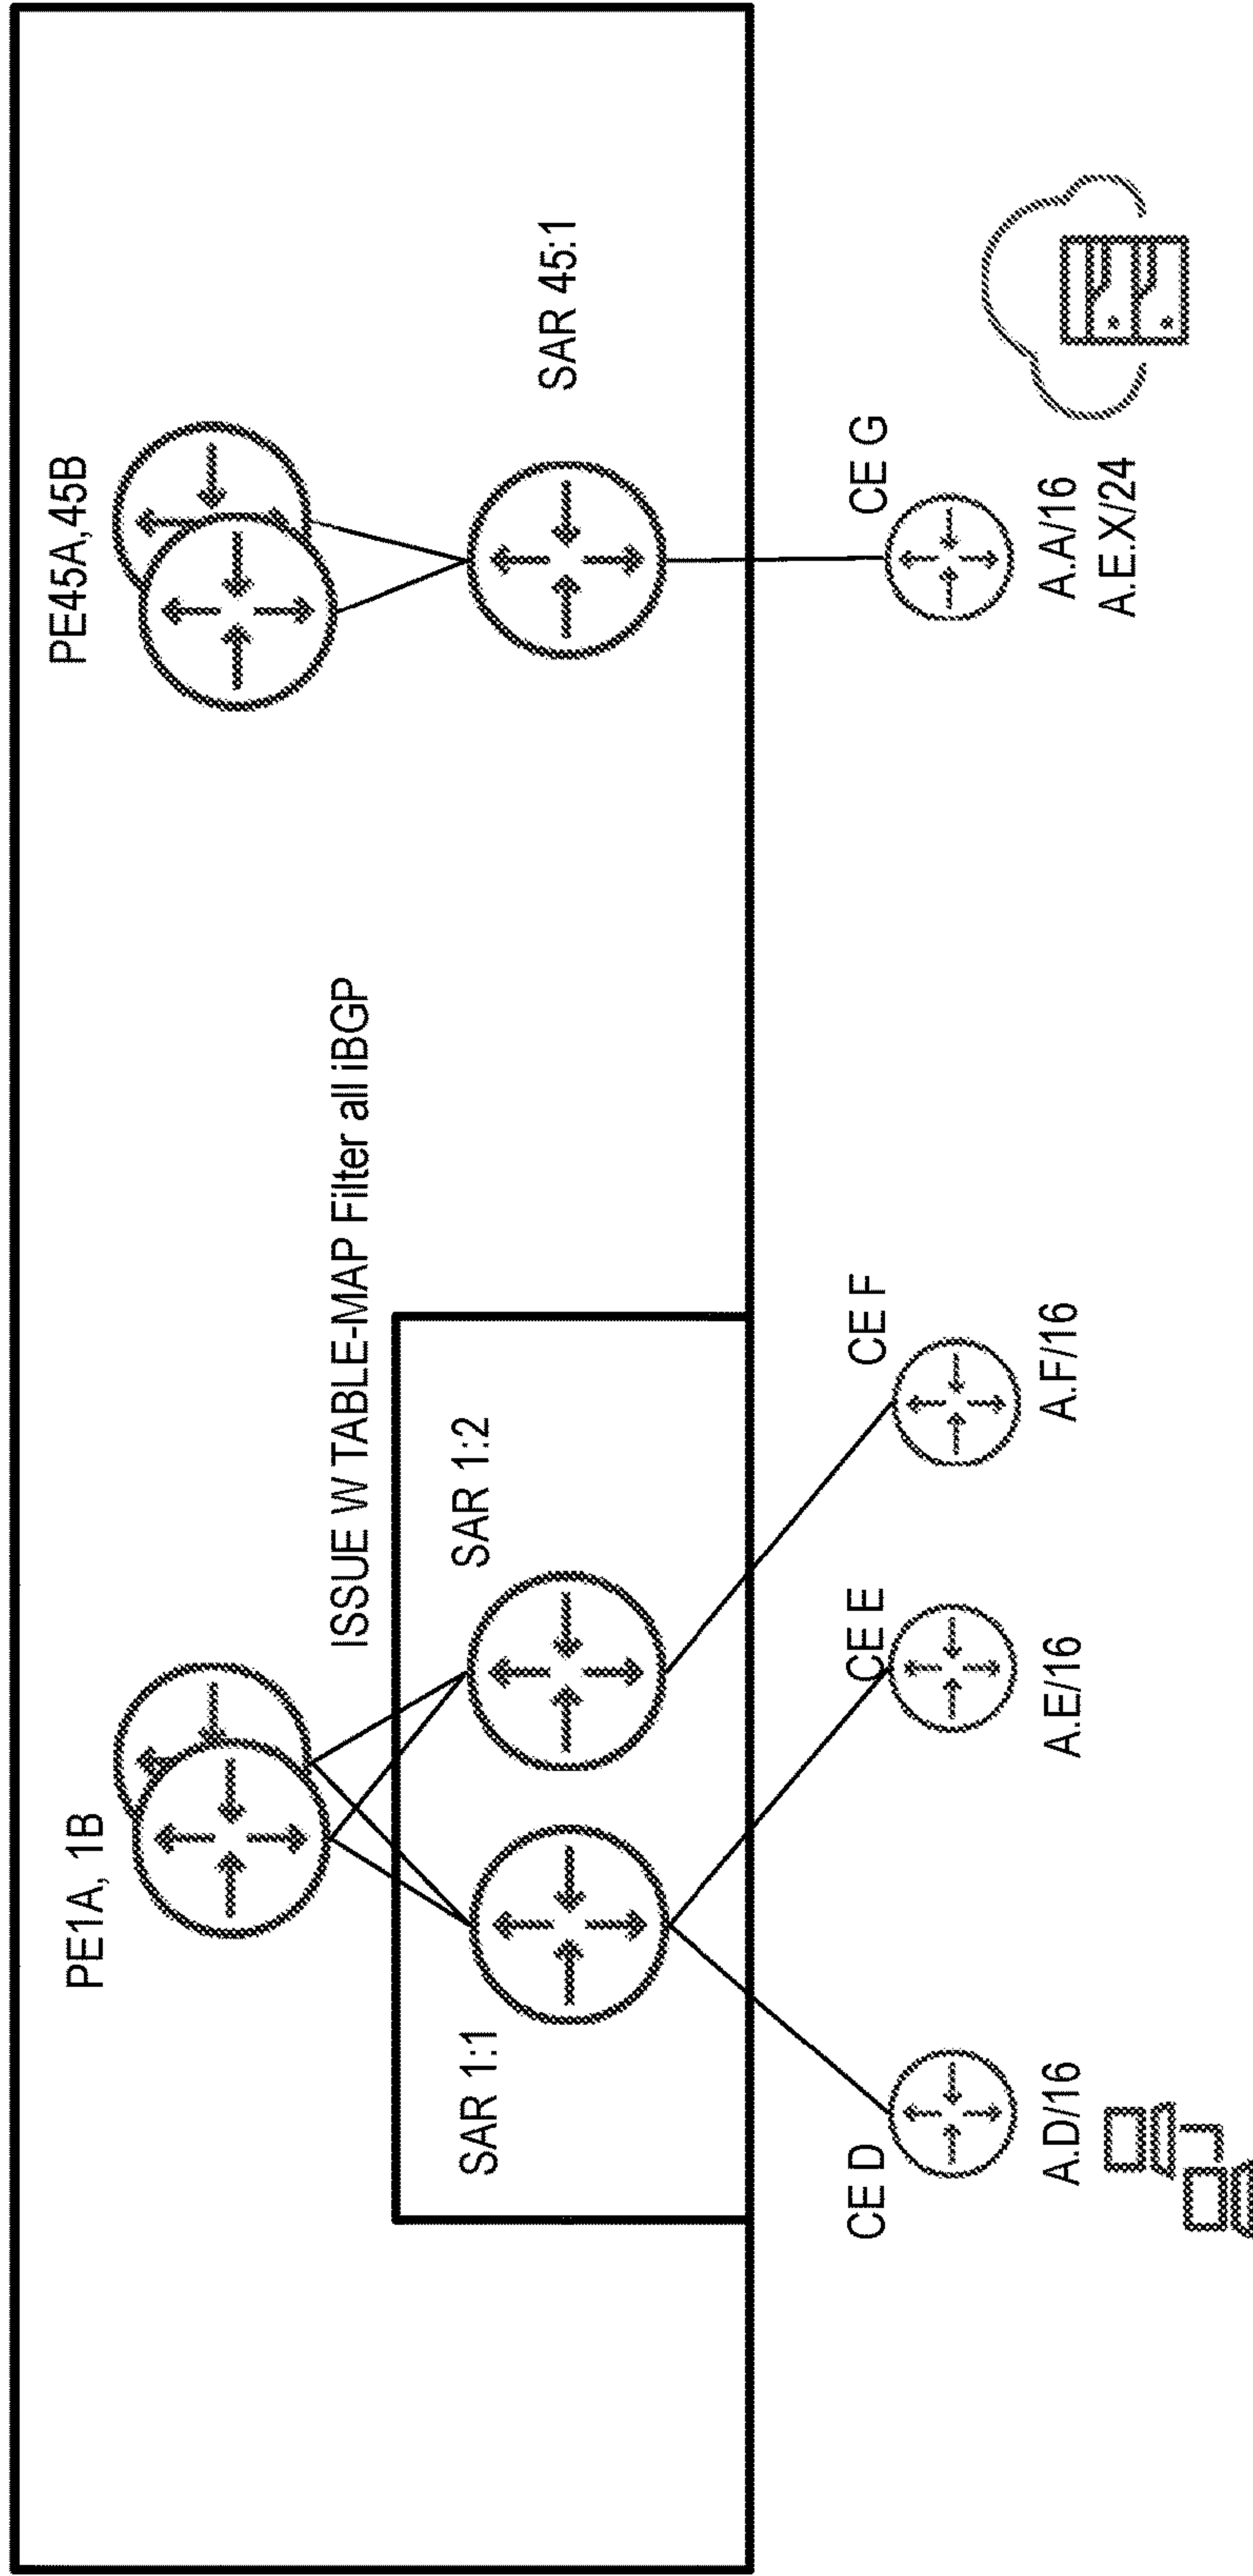 PE1A, 1B
PE45A,45B
ISSUE W TABLE-MAP Filter all iBGP
SAR 1:1
SAR 1:2
SAR 45:1
CE D
CE E
CE F
CE G
A.D/16
A.E/16
A.F/16
A.A/16
A.E.X/24